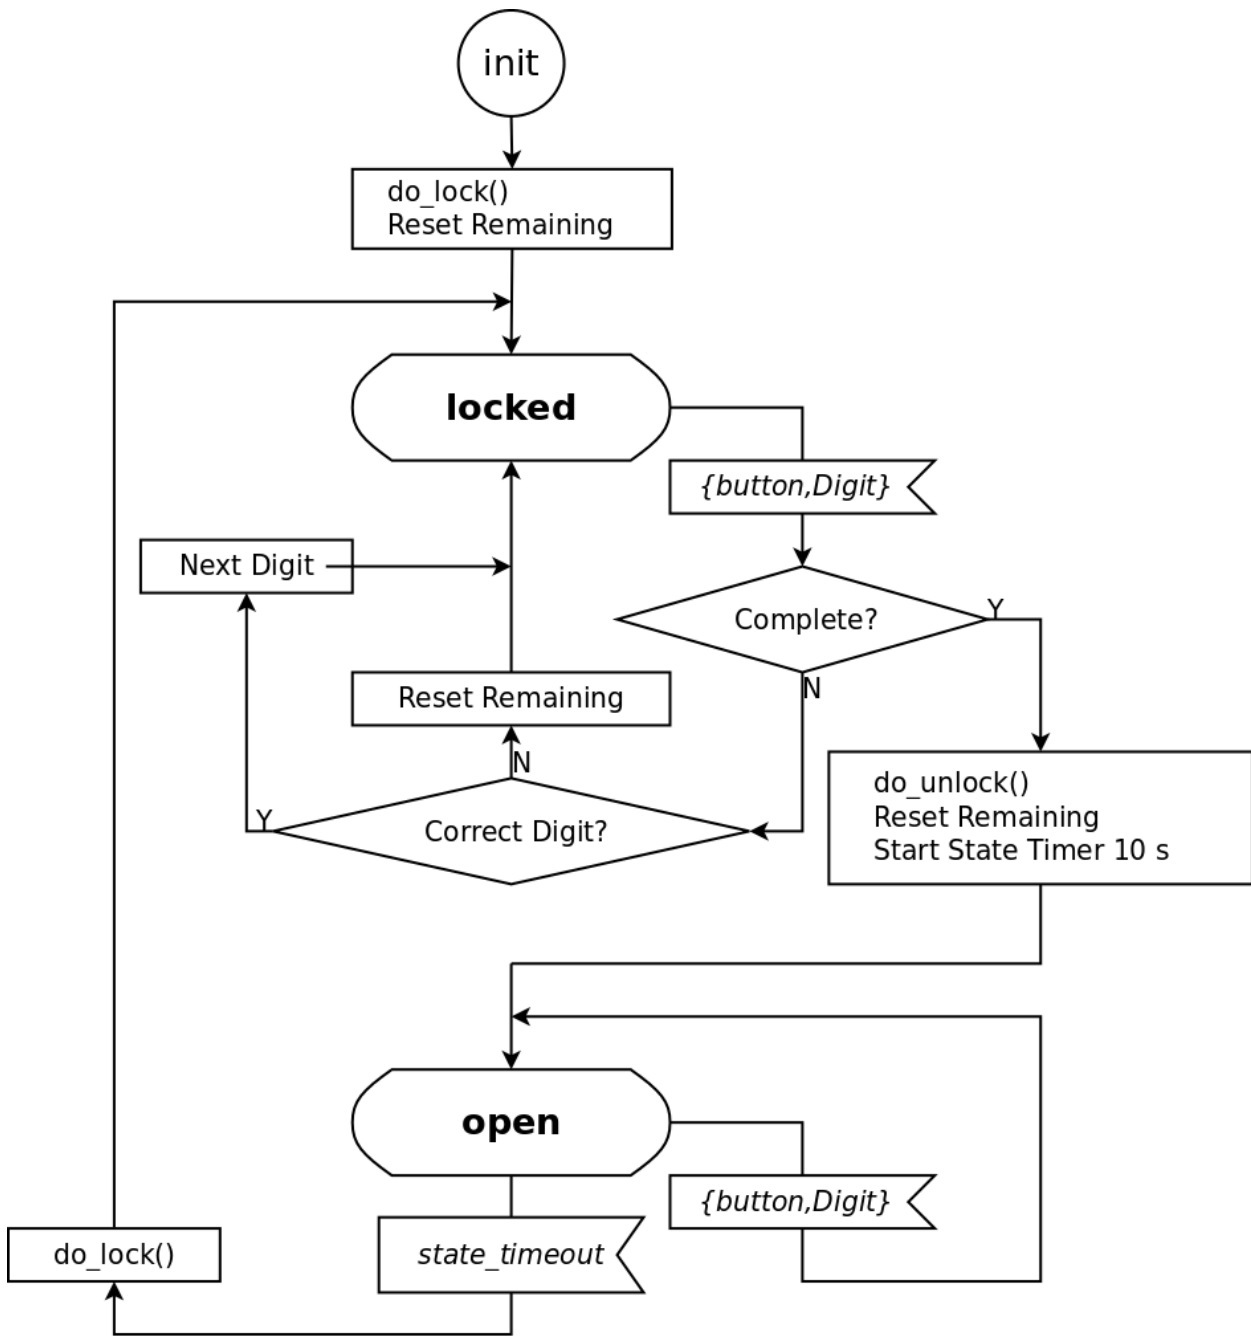 init
do_lock()
Reset Remaining
locked
{button,Digit}
Next Digit
Complete?
Y
N
Reset Remaining
N
Y
Correct Digit?
do_unlock()
Reset Remaining
Start State Timer 10 s
open
{button,Digit}
state_timeout
do_lock()